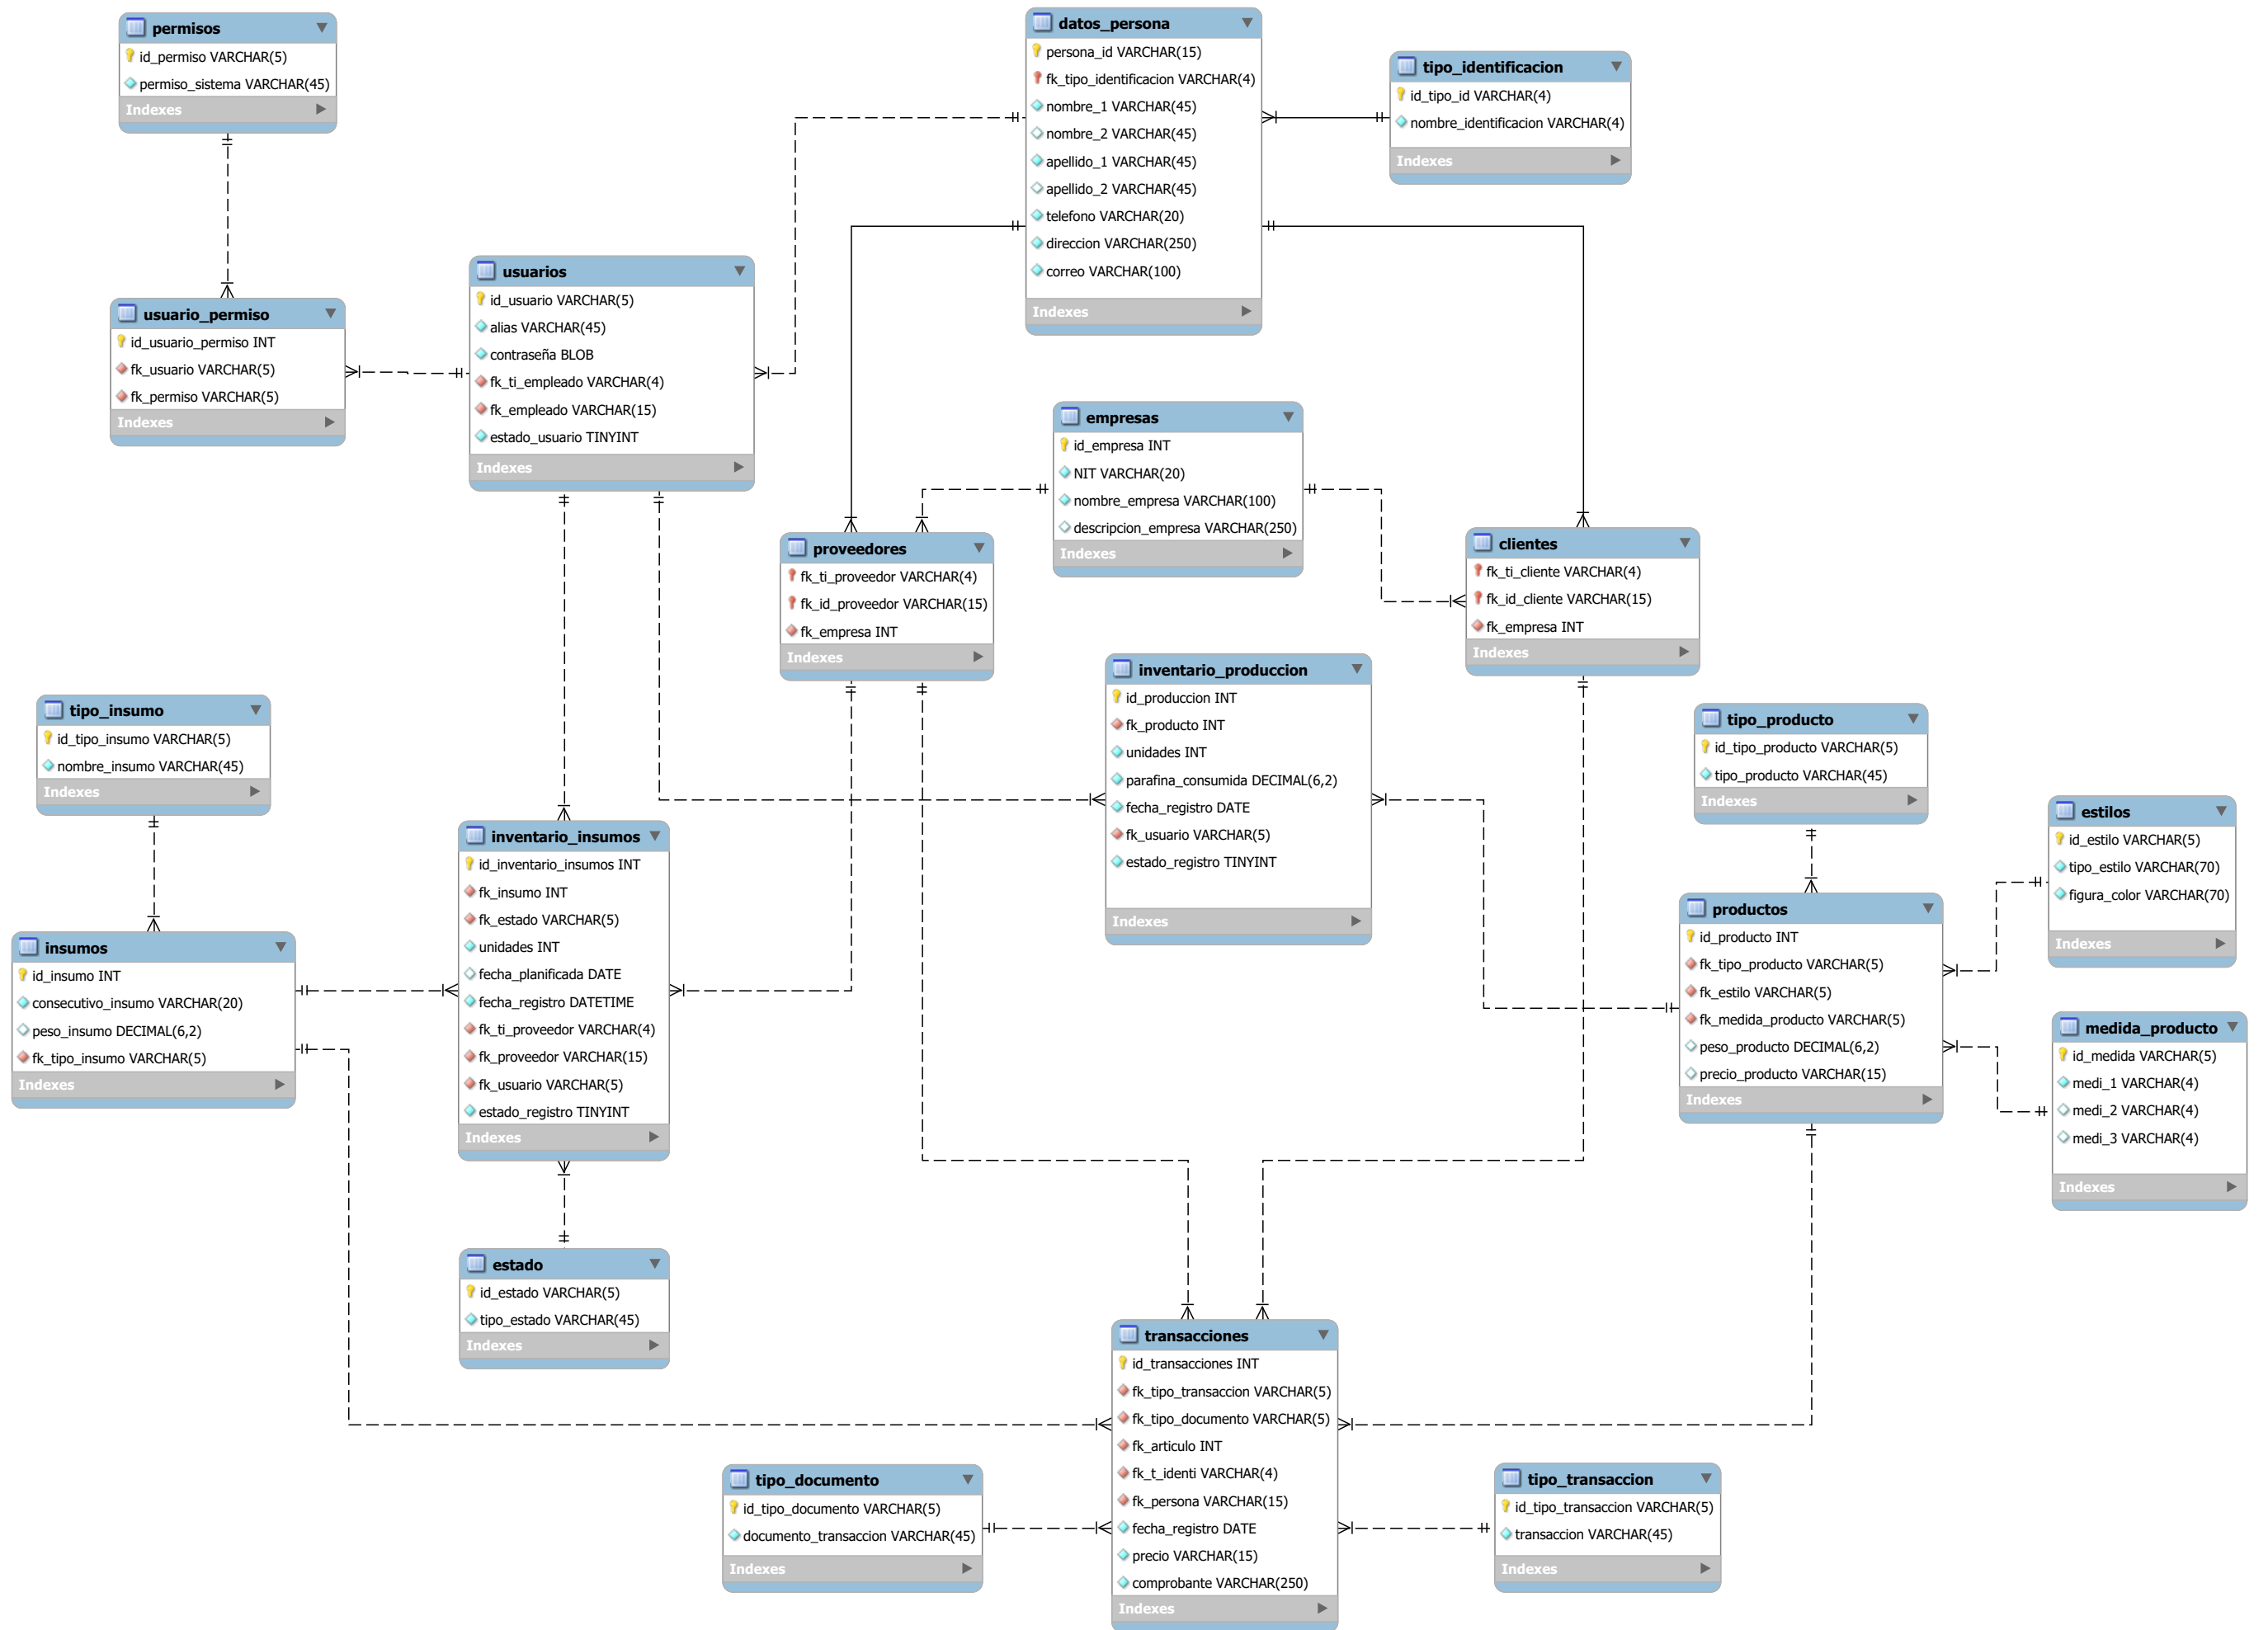 permisos
id_permiso VARCHAR(5)
permiso_sistema VARCHAR(45)
Indexes
datos_persona
persona_id VARCHAR(15)
fk_tipo_identificacion VARCHAR(4)
nombre_1 VARCHAR(45)
nombre_2 VARCHAR(45)
apellido_1 VARCHAR(45)
apellido_2 VARCHAR(45)
telefono VARCHAR(20)
direccion VARCHAR(250)
correo VARCHAR(100)
Indexes
tipo_identificacion
id_tipo_id VARCHAR(4)
nombre_identificacion VARCHAR(4)
Indexes
usuario_permiso
id_usuario_permiso INT
fk_usuario VARCHAR(5)
fk_permiso VARCHAR(5)
Indexes
usuarios
id_usuario VARCHAR(5)
alias VARCHAR(45)
contraseña BLOB
fk_ti_empleado VARCHAR(4)
fk_empleado VARCHAR(15)
estado_usuario TINYINT
Indexes
empresas
id_empresa INT
NIT VARCHAR(20)
nombre_empresa VARCHAR(100)
descripcion_empresa VARCHAR(250)
Indexes
proveedores
fk_ti_proveedor VARCHAR(4)
fk_id_proveedor VARCHAR(15)
fk_empresa INT
Indexes
clientes
fk_ti_cliente VARCHAR(4)
fk_id_cliente VARCHAR(15)
fk_empresa INT
Indexes
inventario_produccion
id_produccion INT
fk_producto INT
unidades INT
parafina_consumida DECIMAL(6,2)
fecha_registro DATE
fk_usuario VARCHAR(5)
estado_registro TINYINT
Indexes
tipo_insumo
id_tipo_insumo VARCHAR(5)
nombre_insumo VARCHAR(45)
Indexes
tipo_producto
id_tipo_producto VARCHAR(5)
tipo_producto VARCHAR(45)
Indexes
estilos
id_estilo VARCHAR(5)
tipo_estilo VARCHAR(70)
figura_color VARCHAR(70)
Indexes
inventario_insumos
id_inventario_insumos INT
fk_insumo INT
fk_estado VARCHAR(5)
unidades INT
fecha_planificada DATE
fecha_registro DATETIME
fk_ti_proveedor VARCHAR(4)
fk_proveedor VARCHAR(15)
fk_usuario VARCHAR(5)
estado_registro TINYINT
Indexes
insumos
id_insumo INT
consecutivo_insumo VARCHAR(20)
peso_insumo DECIMAL(6,2)
fk_tipo_insumo VARCHAR(5)
Indexes
productos
id_producto INT
fk_tipo_producto VARCHAR(5)
fk_estilo VARCHAR(5)
fk_medida_producto VARCHAR(5)
peso_producto DECIMAL(6,2)
precio_producto VARCHAR(15)
Indexes
medida_producto
id_medida VARCHAR(5)
medi_1 VARCHAR(4)
medi_2 VARCHAR(4)
medi_3 VARCHAR(4)
Indexes
estado
id_estado VARCHAR(5)
tipo_estado VARCHAR(45)
Indexes
transacciones
id_transacciones INT
fk_tipo_transaccion VARCHAR(5)
fk_tipo_documento VARCHAR(5)
fk_articulo INT
fk_t_identi VARCHAR(4)
fk_persona VARCHAR(15)
fecha_registro DATE
precio VARCHAR(15)
comprobante VARCHAR(250)
Indexes
tipo_documento
id_tipo_documento VARCHAR(5)
documento_transaccion VARCHAR(45)
Indexes
tipo_transaccion
id_tipo_transaccion VARCHAR(5)
transaccion VARCHAR(45)
Indexes